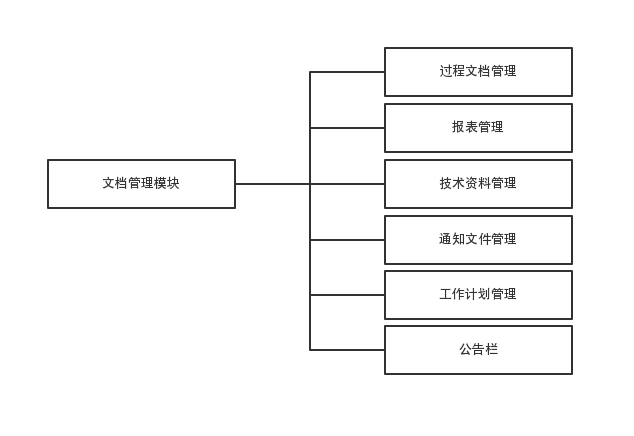 文档管理模块
过程文档管理
报表管理
技术资料管理
通知文件管理
工作计划管理
公告栏